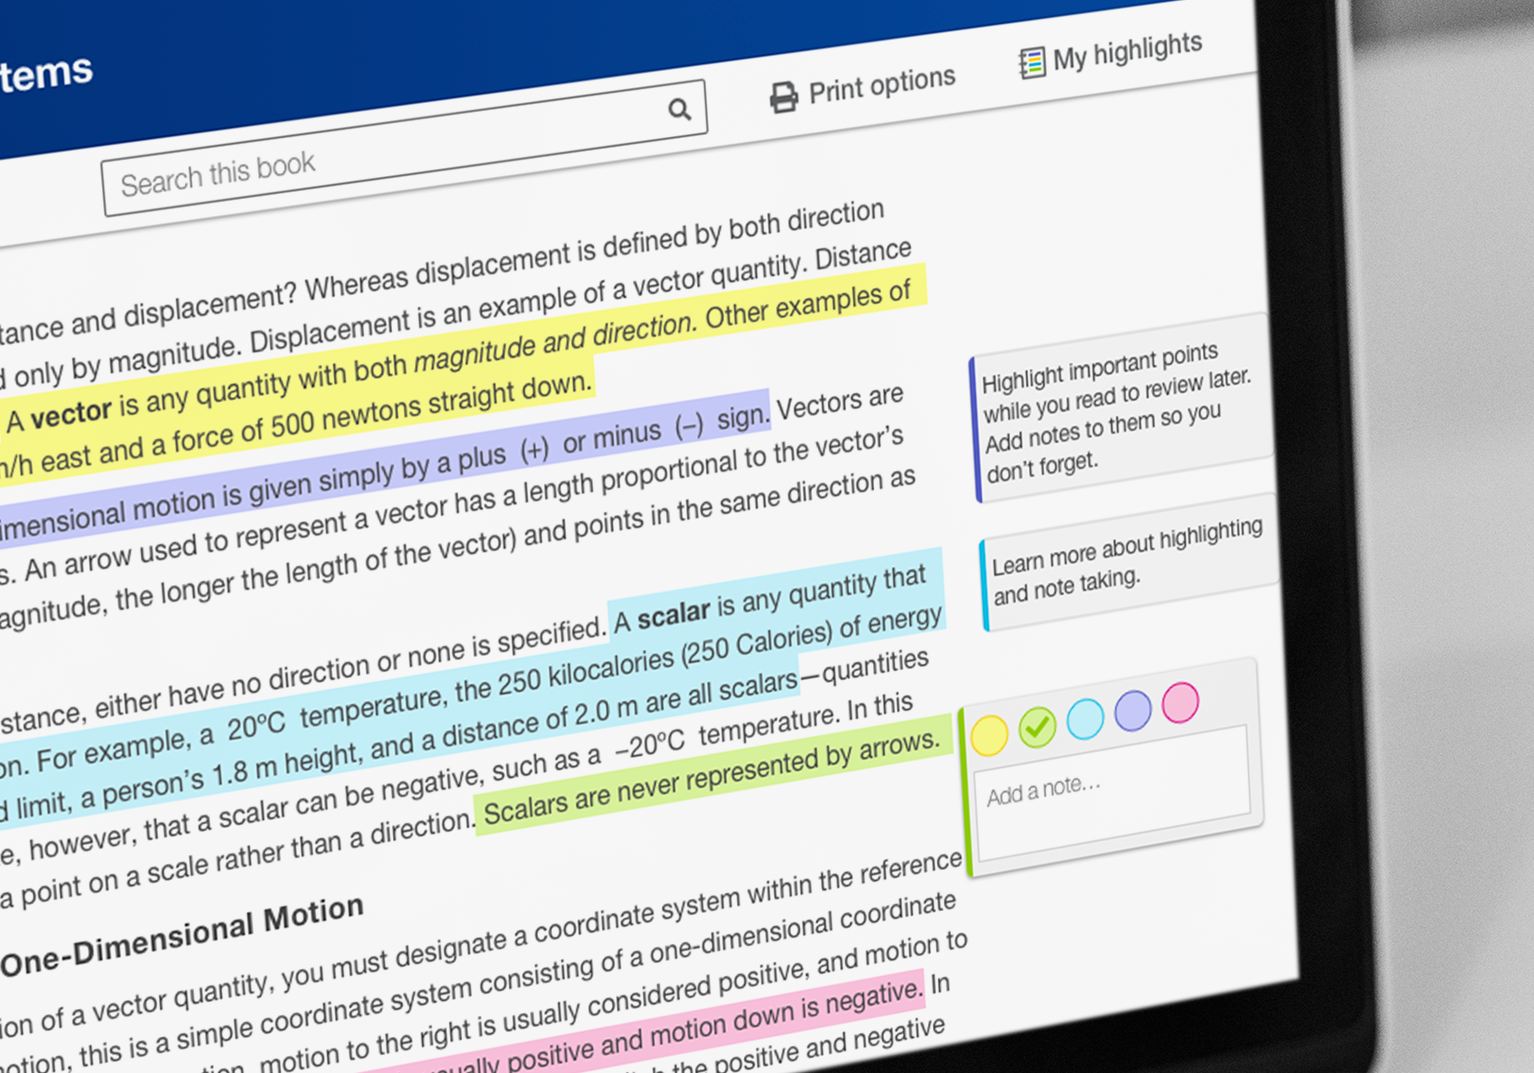 tems
Search this book
Print options
My highlights
tance and displacement? Whereas displacement is defined by both direction
d only by magnitude. Displacement is an example of a vector quantity. Distance
A vector is any quantity with both magnitude and direction. Other examples of
n/h east and a force of 500 newtons straight down.
imensional motion is given simply by a plus (+) or minus (–) sign. Vectors are
s. An arrow used to represent a vector has a length proportional to the vector's
agnitude, the longer the length of the vector) and points in the same direction as
stance, either have no direction or none is specified. A scalar is any quantity that
on. For example, a 20ºC temperature, the 250 kilocalories (250 Calories) of energy
d limit, a person's 1.8 m height, and a distance of 2.0 m are all scalars—quantities
e, however, that a scalar can be negative, such as a –20ºC temperature. In this
a point on a scale rather than a direction. Scalars are never represented by arrows.
One-Dimensional Motion
ion of a vector quantity, you must designate a coordinate system within the reference
otion, this is a simple coordinate system consisting of a one-dimensional coordinate
tion, motion to the right is usually considered positive, and motion to
ually positive and motion down is negative. In
the positive and negative
Highlight important points
while you read to review later.
Add notes to them so you
don't forget.
Learn more about highlighting
and note taking.
Add a note...